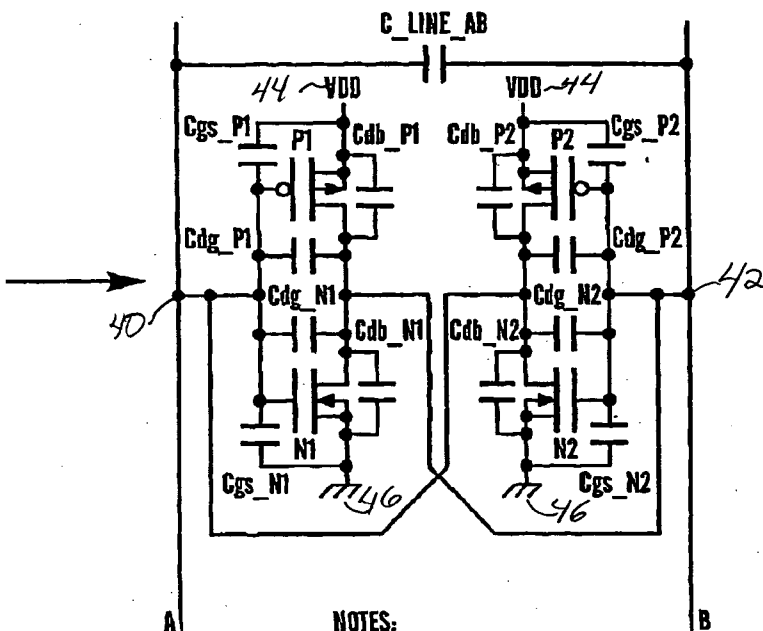 C_LINE_AB
44 VDD VDD 44
Cgs_P1 P1 Cdb_P1 Cdb_P2 P2 Cgs_P2
Cdg_P1 Cdg_P2
40 Cdg_N1 Cdg_N2 42
Cdb_N1 Cdb_N2
N1 N2
Cgs_N1 46 46 Cgs_N2
A NOTES: B